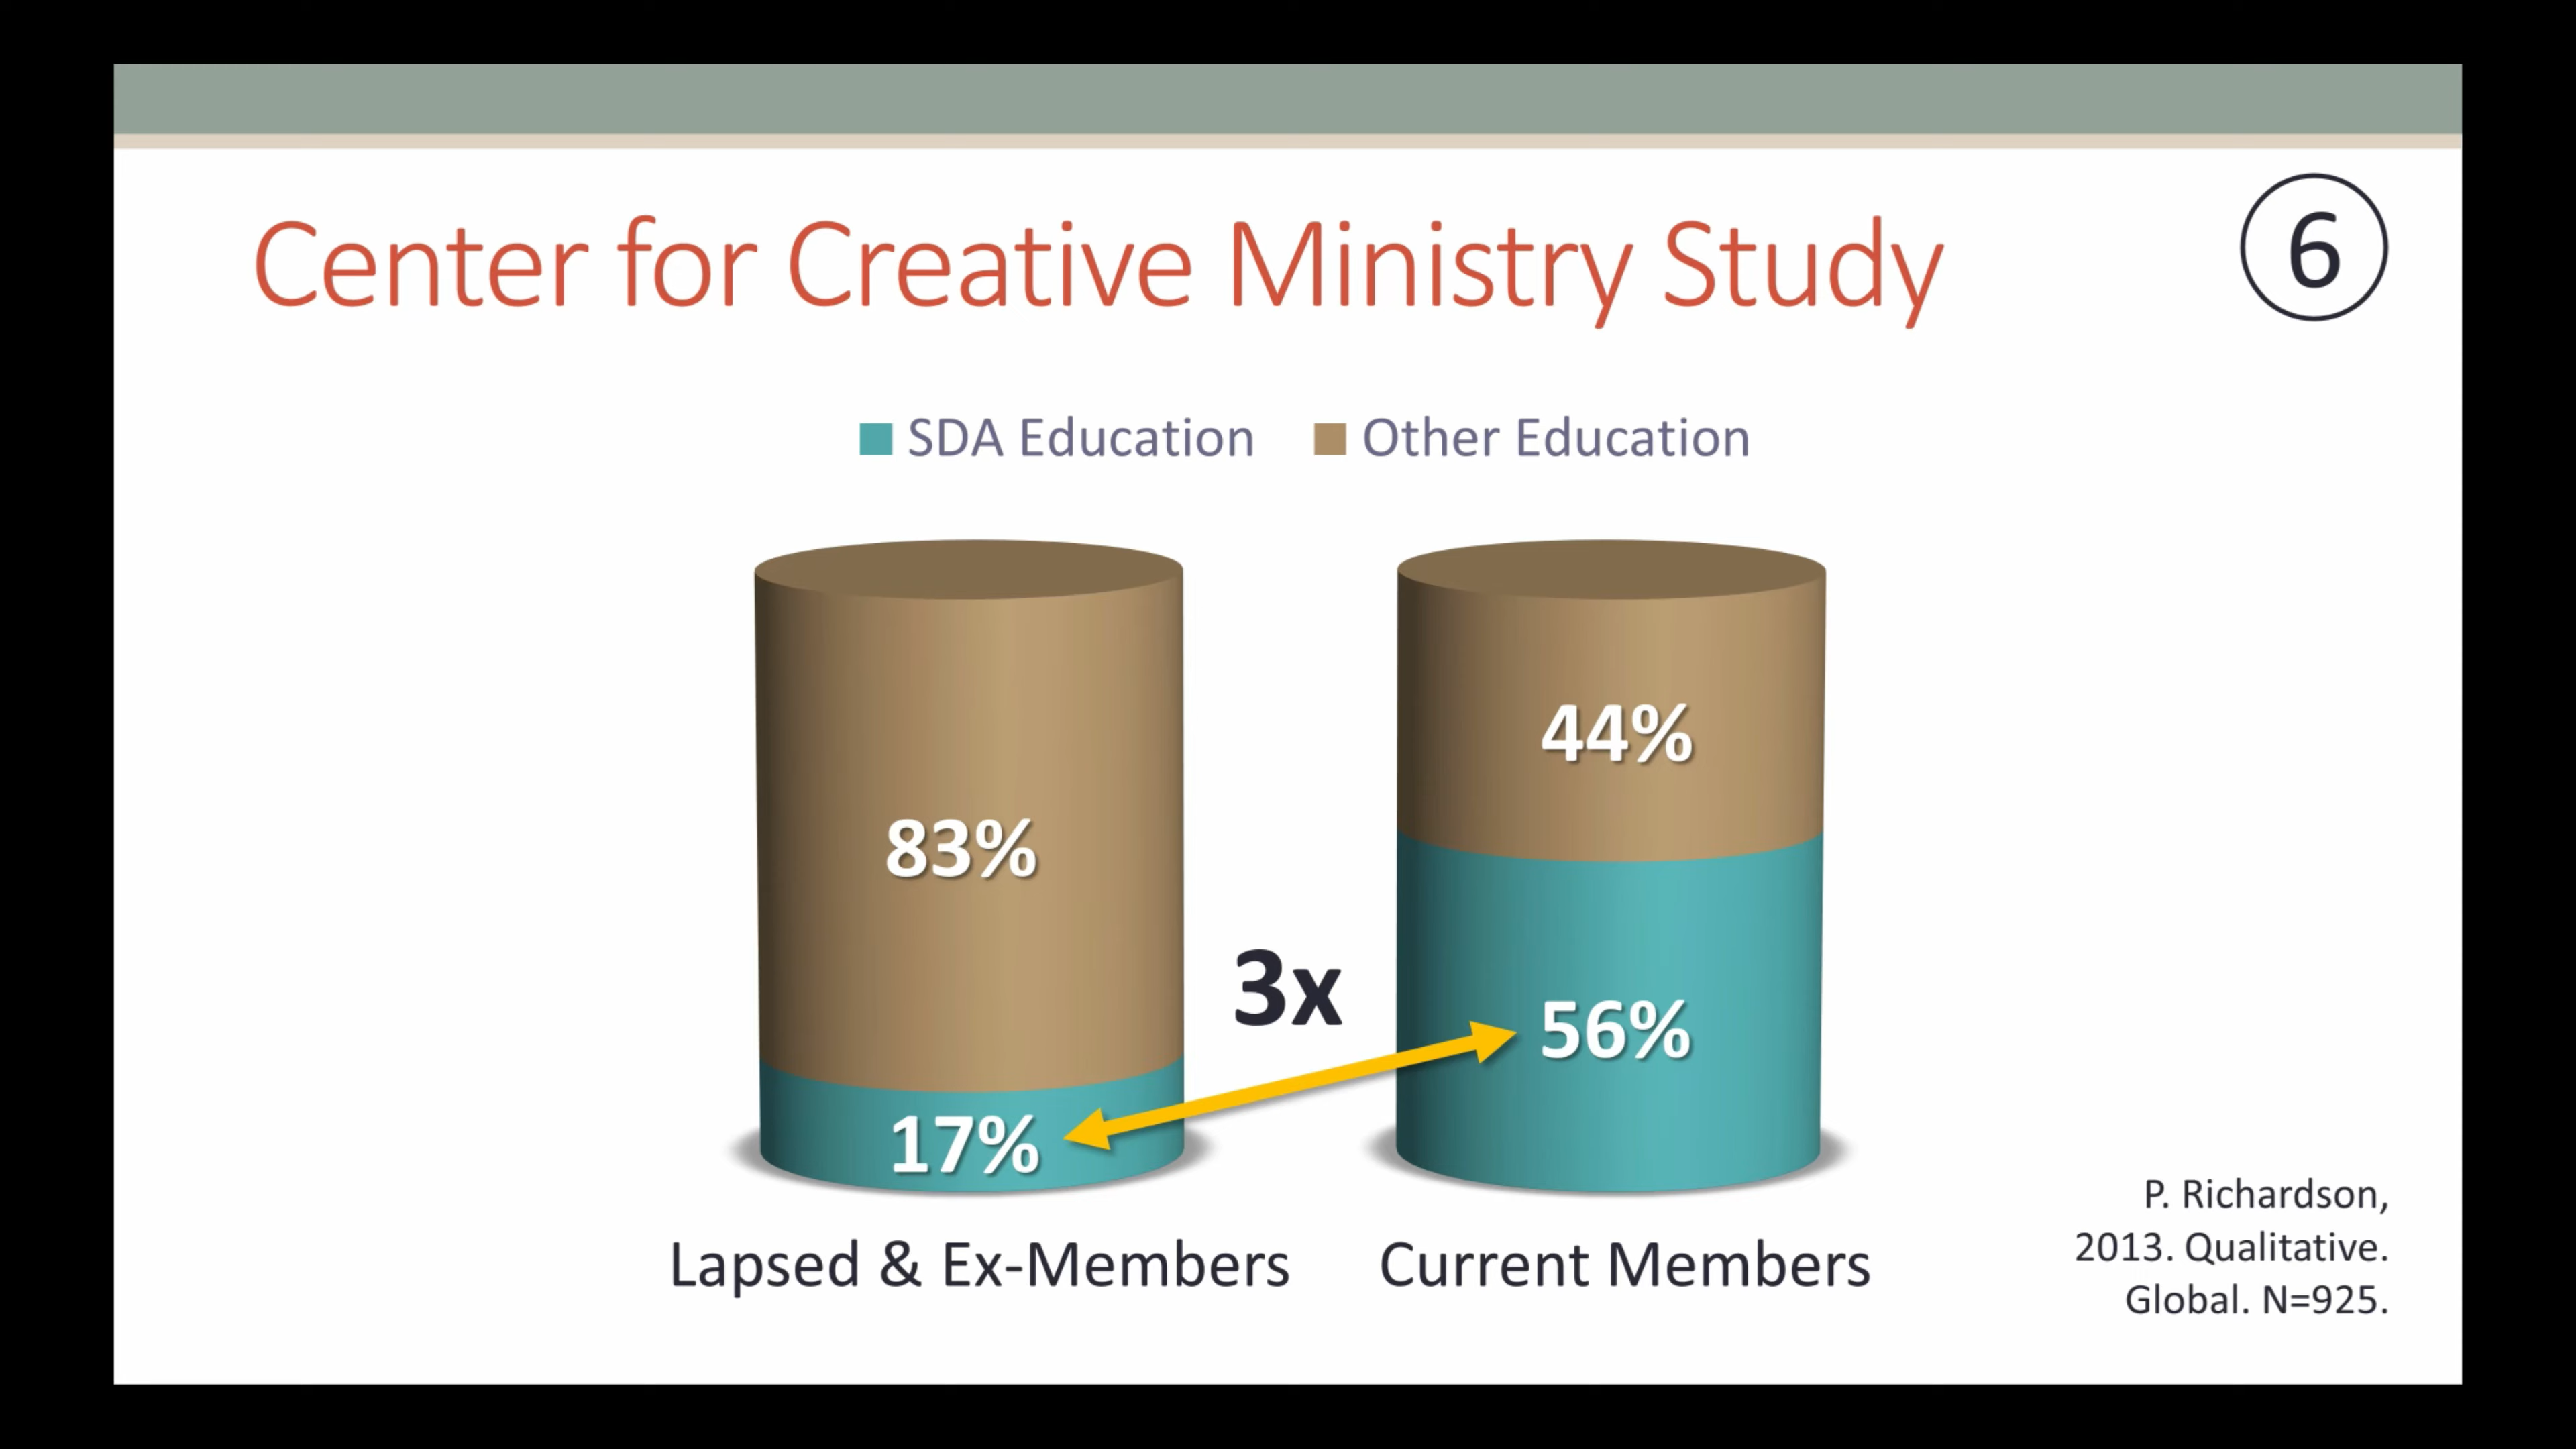 Center for Creative Ministry Study
6
SDA Education
Other Education
83%
44%
3x
56%
17%
Lapsed & Ex-Members
Current Members
P. Richardson,
2013. Qualitative.
Global. N=925.